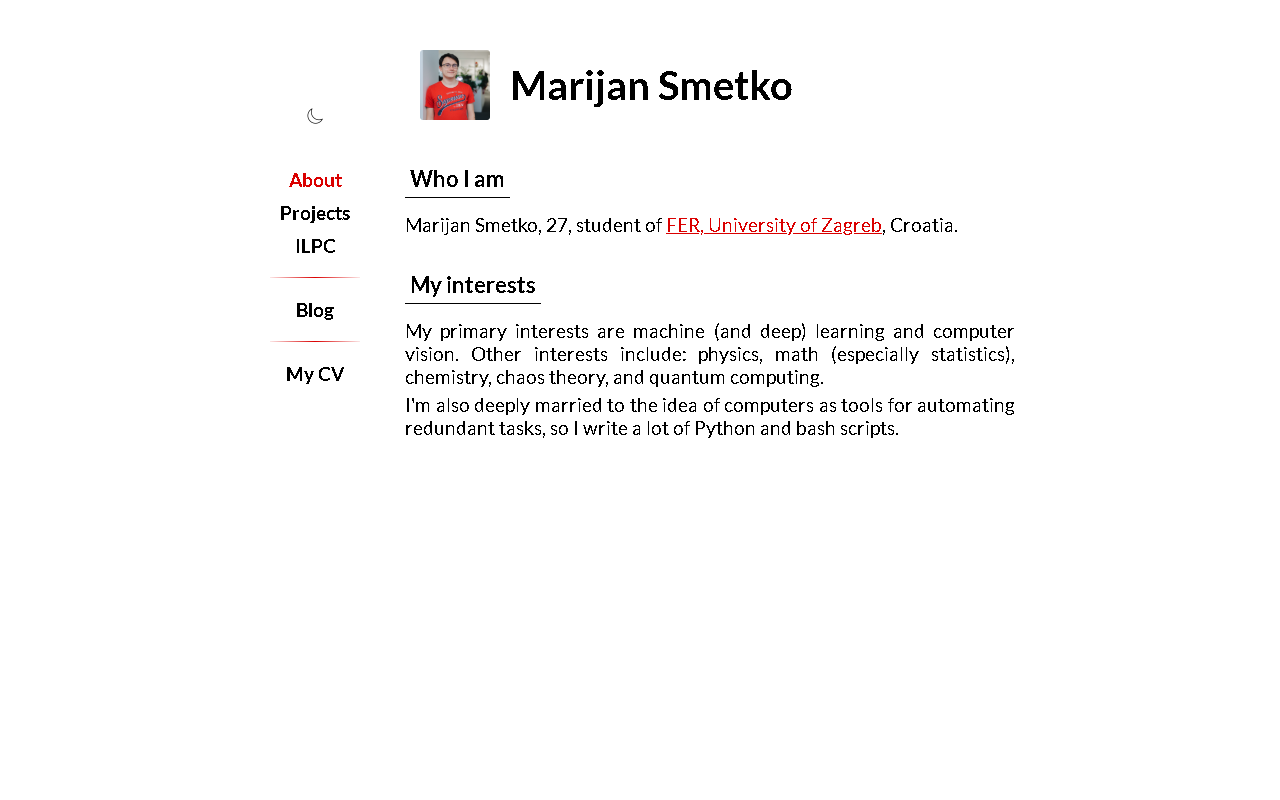 Marijan Smetko
About
Projects
ILPC
Blog
My CV
Who I am
Marijan Smetko, 27, student of FER, University of Zagreb, Croatia.
My interests
My primary interests are machine (and deep) learning and computer
vision. Other interests include: physics, math (especially statistics),
chemistry, chaos theory, and quantum computing.
I'm also deeply married to the idea of computers as tools for automating
redundant tasks, so I write a lot of Python and bash scripts.